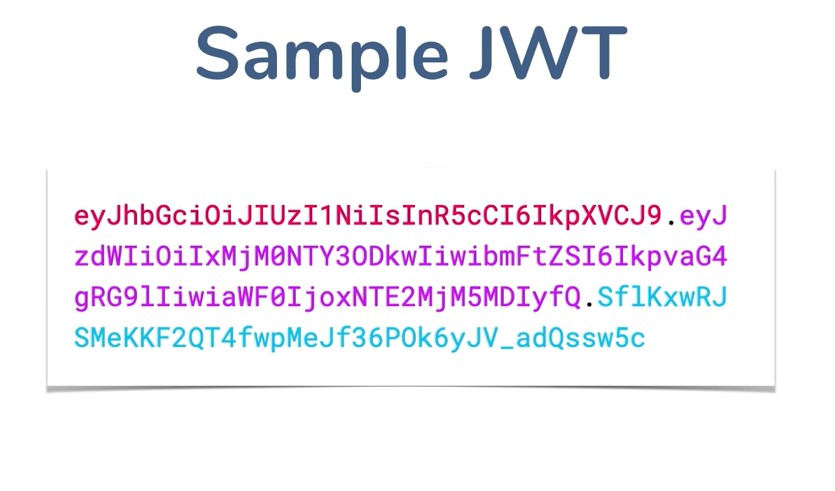 Sample JWT
eyJhbGciOiJIUzI1NiIsInR5cCI6IkpXVCJ9.eyJ
zdWIiOiIxMjM0NTY3ODkwIiwibmFtZSI6IkpvaG4
gRG9lIiwiaWF0IjoxNTE2MjM5MDIyfQ.SflKxwRJ
SMeKKF2QT4fwpMeJf36POk6yJV_adQssw5c